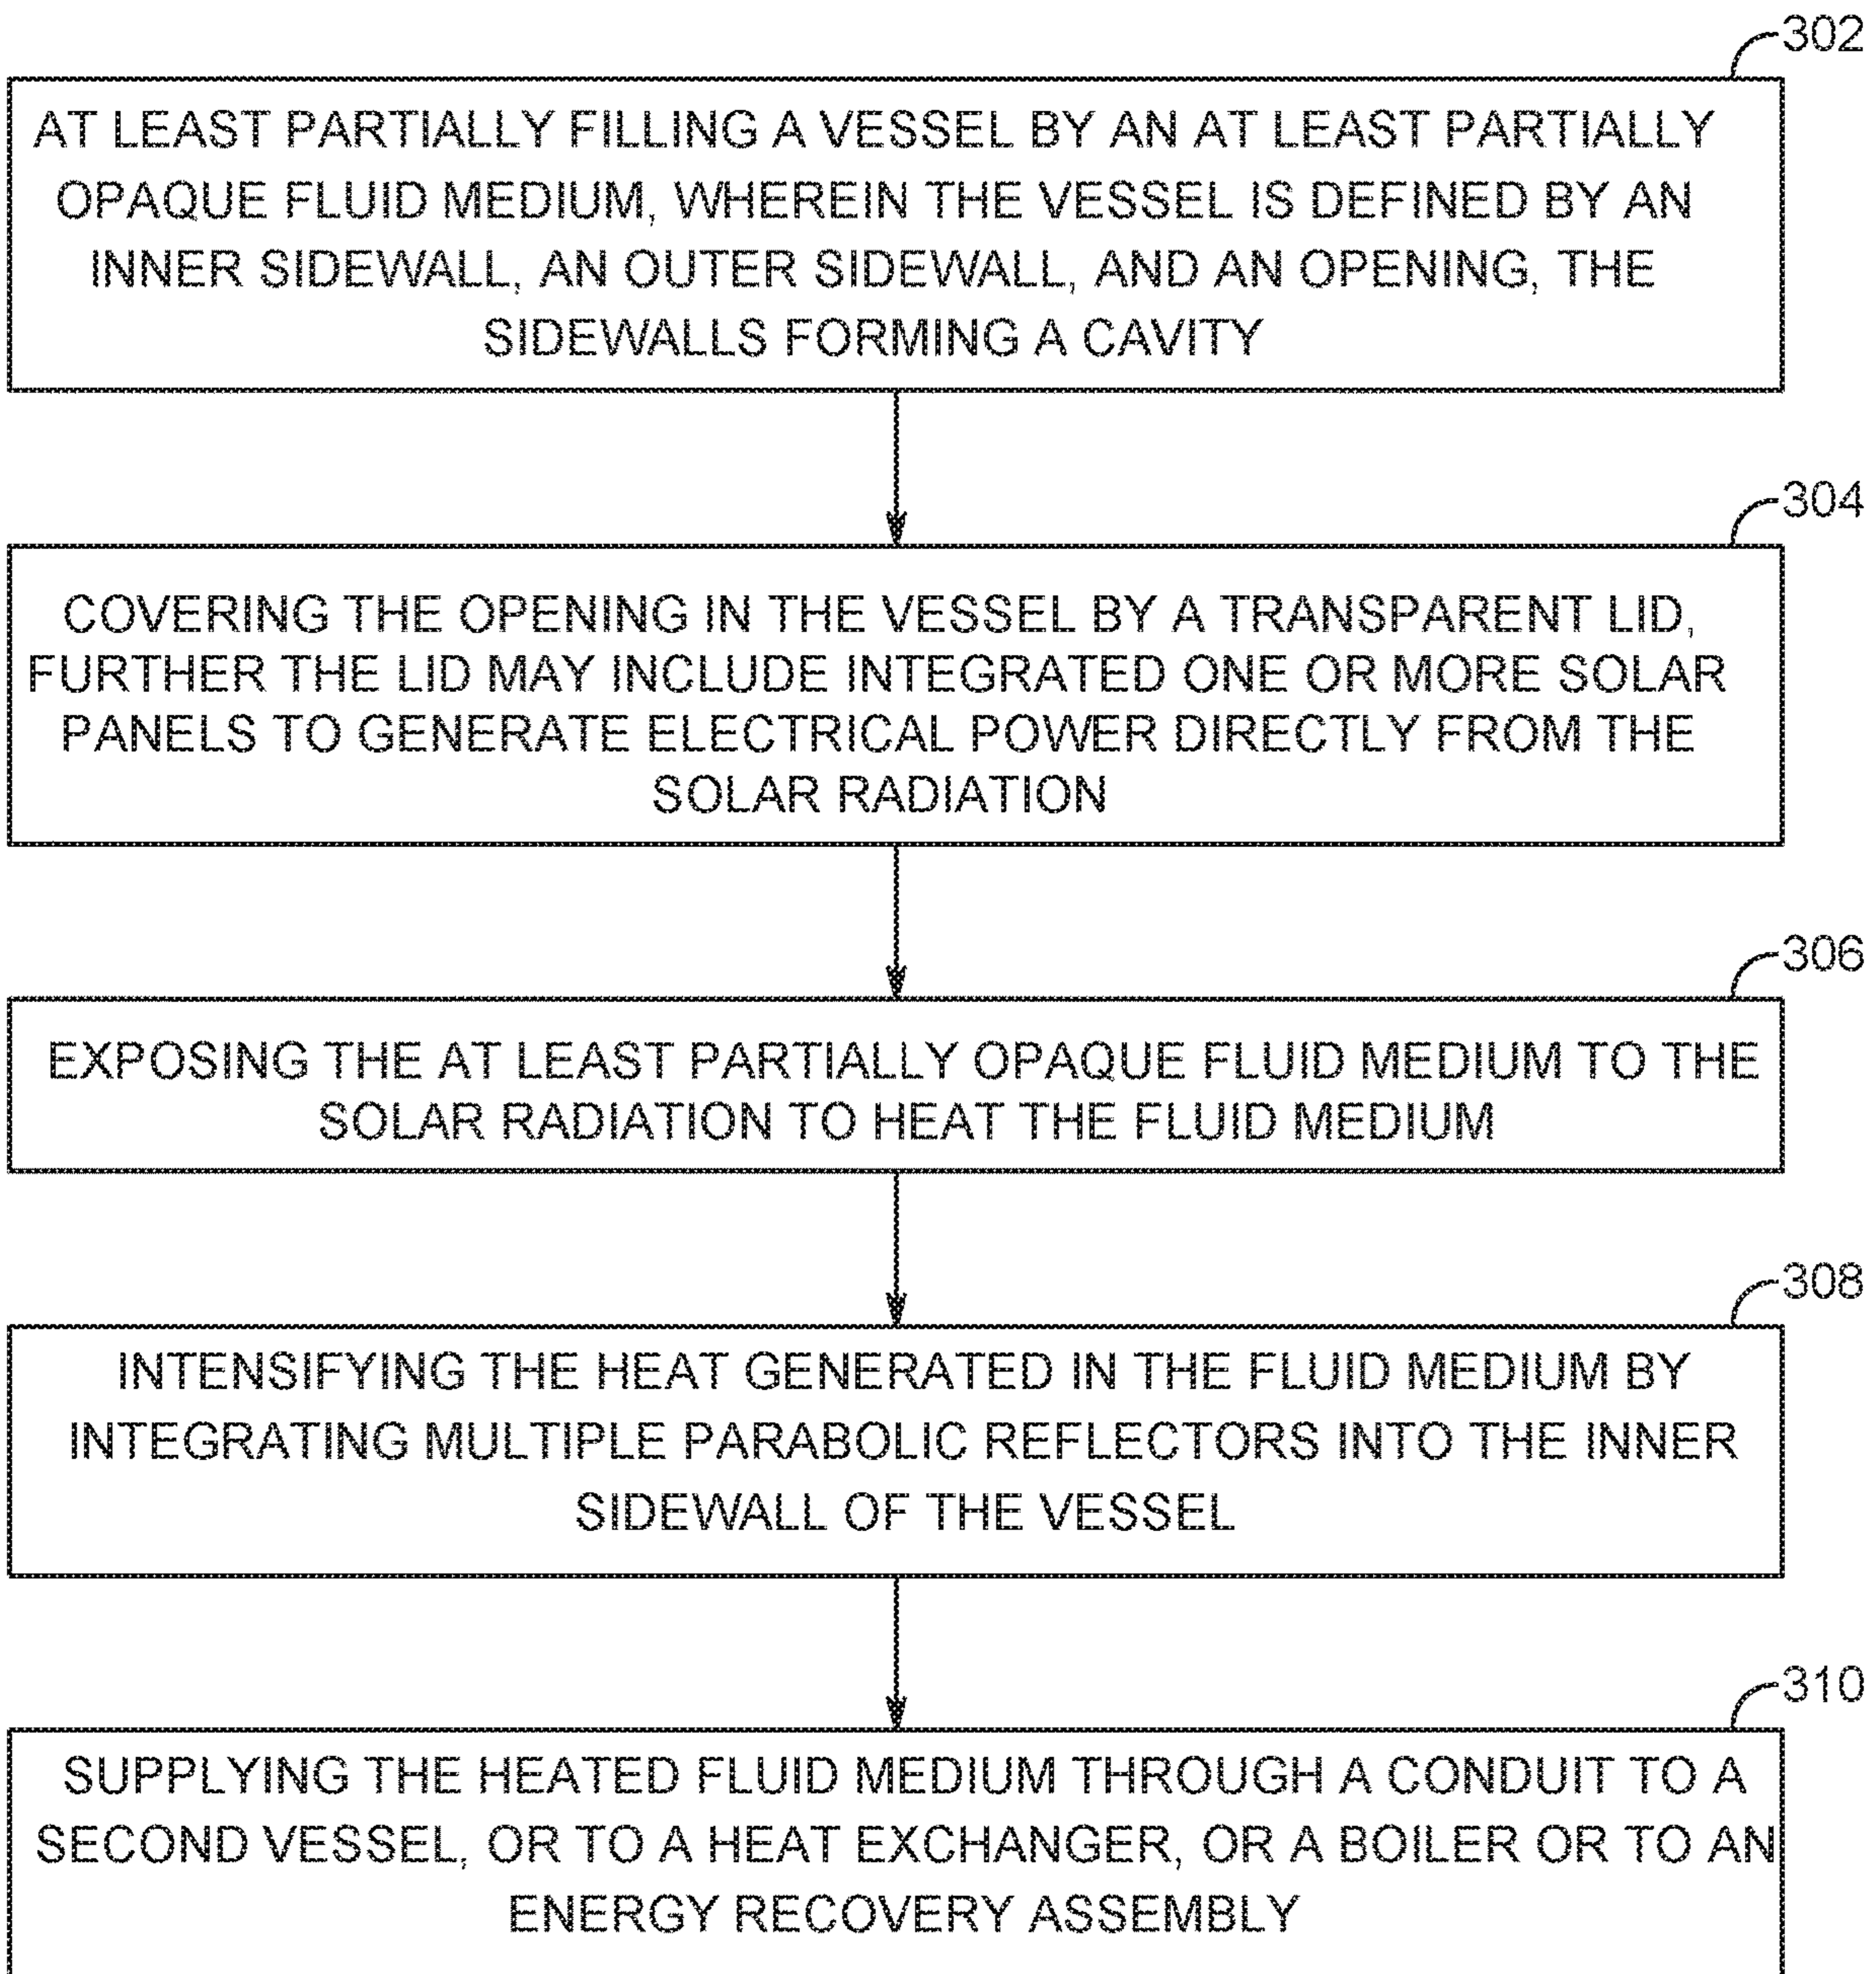 302
AT LEAST PARTIALLY FILLING A VESSEL BY AN AT LEAST PARTIALLY
OPAQUE FLUID MEDIUM, WHEREIN THE VESSEL IS DEFINED BY AN
INNER SIDEWALL, AN OUTER SIDEWALL, AND AN OPENING, THE
SIDEWALLS FORMING A CAVITY
304
COVERING THE OPENING IN THE VESSEL BY A TRANSPARENT LID,
FURTHER THE LID MAY INCLUDE INTEGRATED ONE OR MORE SOLAR
PANELS TO GENERATE ELECTRICAL POWER DIRECTLY FROM THE
SOLAR RADIATION
306
EXPOSING THE AT LEAST PARTIALLY OPAQUE FLUID MEDIUM TO THE
SOLAR RADIATION TO HEAT THE FLUID MEDIUM
308
INTENSIFYING THE HEAT GENERATED IN THE FLUID MEDIUM BY
INTEGRATING MULTIPLE PARABOLIC REFLECTORS INTO THE INNER
SIDEWALL OF THE VESSEL
310
SUPPLYING THE HEATED FLUID MEDIUM THROUGH A CONDUIT TO A
SECOND VESSEL, OR TO A HEAT EXCHANGER, OR A BOILER OR TO AN
ENERGY RECOVERY ASSEMBLY